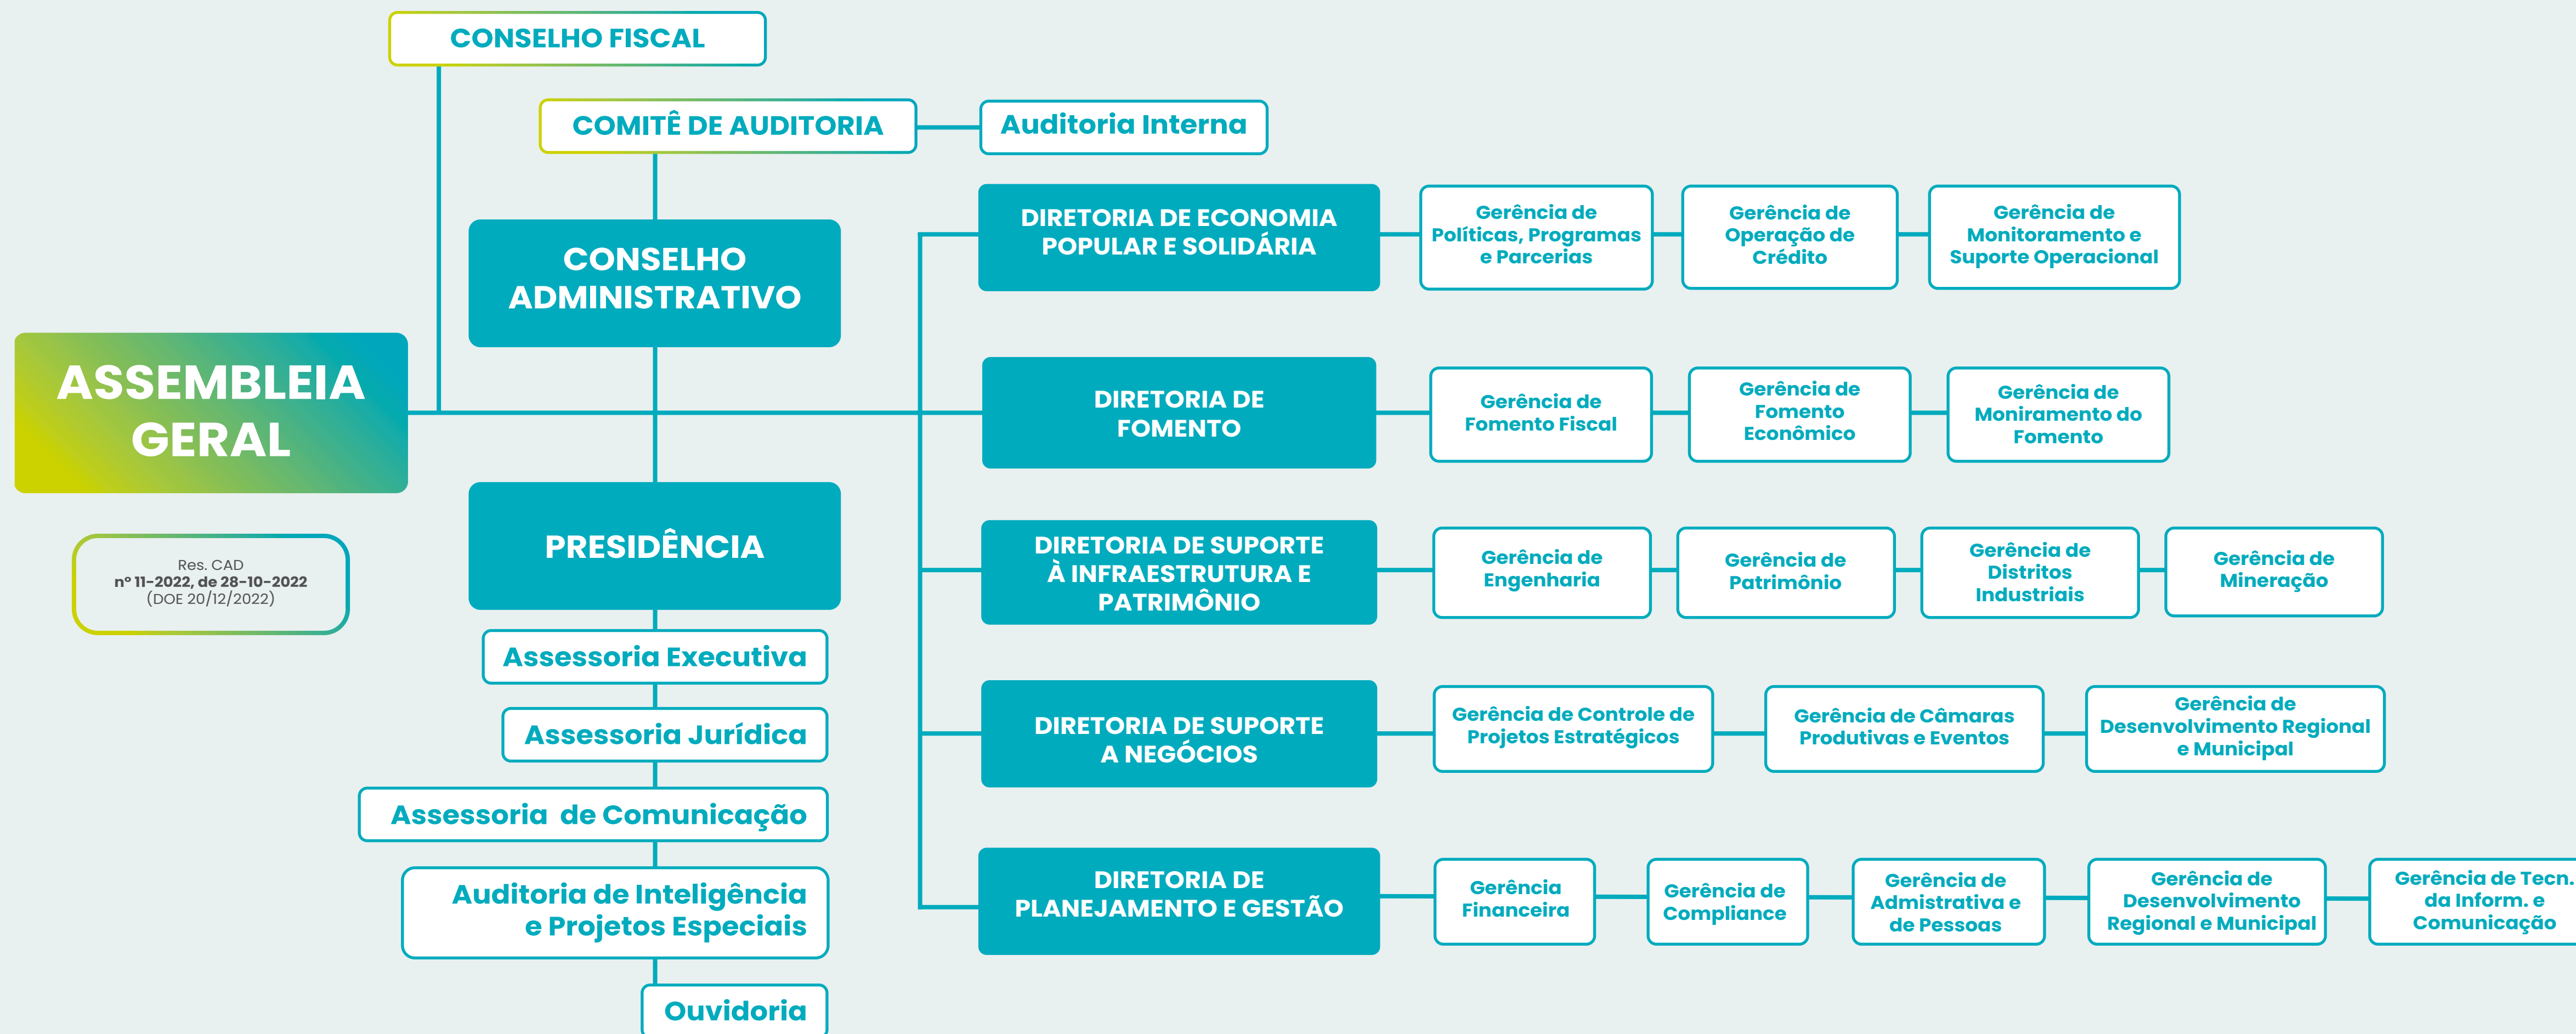 CONSELHO FISCAL
COMITÊ DE AUDITORIA
Auditoria Interna
CONSELHO
ADMINISTRATIVO
ASSEMBLEIA
GERAL
Res. CAD
nº 11-2022, de 28-10-2022
(DOE 20/12/2022)
PRESIDÊNCIA
Assessoria Executiva
Assessoria Jurídica
Assessoria de Comunicação
Auditoria de Inteligência
e Projetos Especiais
Ouvidoria
DIRETORIA DE ECONOMIA
POPULAR E SOLIDÁRIA
Gerência de
Políticas, Programas
e Parcerias
Gerência de
Operação de
Crédito
Gerência de
Monitoramento e
Suporte Operacional
DIRETORIA DE
FOMENTO
Gerência de
Fomento Fiscal
Gerência de
Fomento
Econômico
Gerência de
Moniramento do
Fomento
DIRETORIA DE SUPORTE
À INFRAESTRUTURA E
PATRIMÔNIO
Gerência de
Engenharia
Gerência de
Patrimônio
Gerência de
Distritos
Industriais
Gerência de
Mineração
DIRETORIA DE SUPORTE
A NEGÓCIOS
Gerência de Controle de
Projetos Estratégicos
Gerência de Câmaras
Produtivas e Eventos
Gerência de
Desenvolvimento Regional
e Municipal
DIRETORIA DE
PLANEJAMENTO E GESTÃO
Gerência
Financeira
Gerência de
Compliance
Gerência de
Admistrativa e
de Pessoas
Gerência de
Desenvolvimento
Regional e Municipal
Gerência de Tecn.
da Inform. e
Comunicação